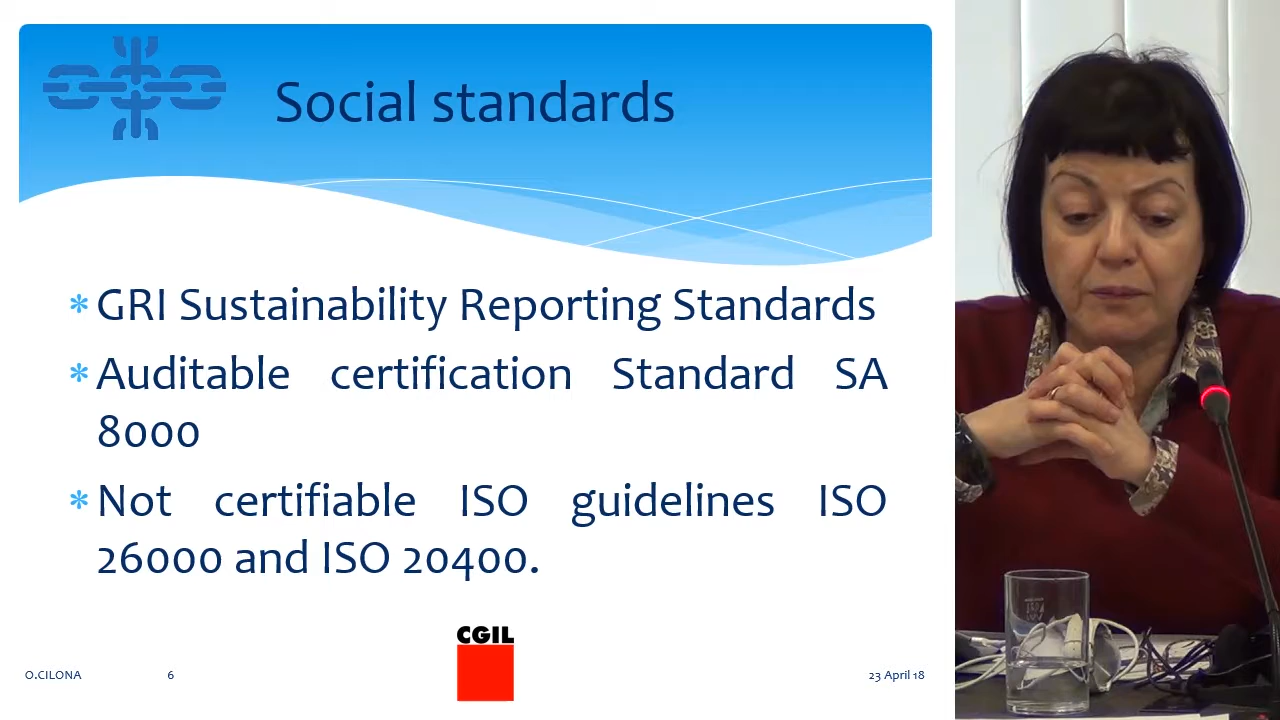 Social standards
* GRI Sustainability Reporting Standards
* Auditable certification Standard SA
8000
* Not certifiable ISO guidelines ISO
26000 and ISO 20400.
CGIL
O.CILONA 6 23 April 18